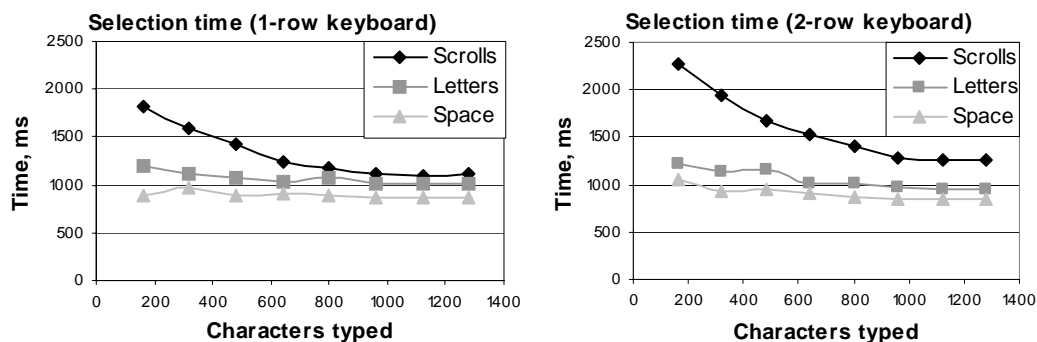 Selection time (1-row keyboard)
2500
2000
1500
1000
500
0
Time, ms
Scrolls
Letters
Space
0 200 400 600 800 1000 1200 1400
Characters typed
Selection time (2-row keyboard)
2500
2000
1500
1000
500
0
Time, ms
Scrolls
Letters
Space
0 200 400 600 800 1000 1200 1400
Characters typed